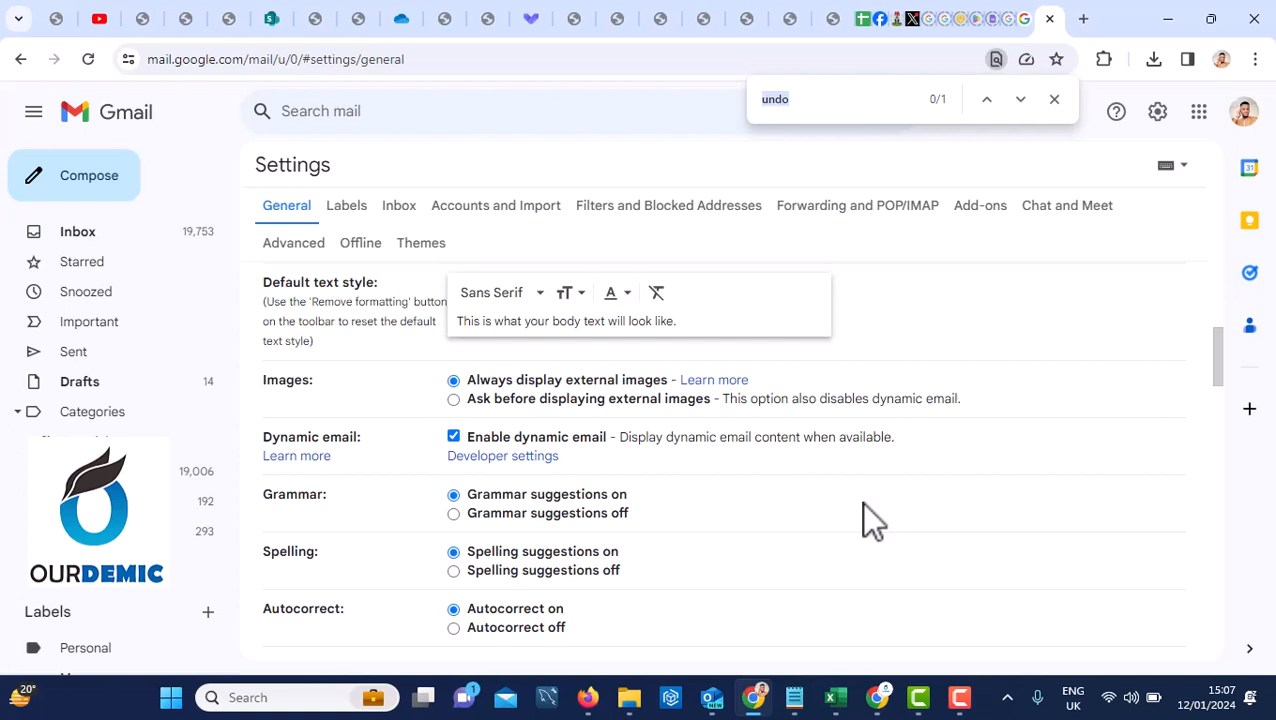 mail.google.com/mail/u/0/#settings/general
undo
0/1
Gmail
Search mail
Compose
Settings
General
Labels
Inbox
Accounts and Import
Filters and Blocked Addresses
Forwarding and POP/IMAP
Add-ons
Chat and Meet
Advanced
Offline
Themes
Inbox 19,753
Starred
Snoozed
Important
Sent
Drafts 14
Categories
19,006
192
293
OURDEMIC
Labels
Personal
Default text style:
(Use the 'Remove formatting' button
on the toolbar to reset the default
text style)
Sans Serif
This is what your body text will look like.
Images:
Always display external images - Learn more
Ask before displaying external images - This option also disables dynamic email.
Dynamic email:
Learn more
Enable dynamic email - Display dynamic email content when available.
Developer settings
Grammar:
Grammar suggestions on
Grammar suggestions off
Spelling:
Spelling suggestions on
Spelling suggestions off
Autocorrect:
Autocorrect on
Autocorrect off
31
20°
Search
1
NEW
ENG
UK
15:07
12/01/2024